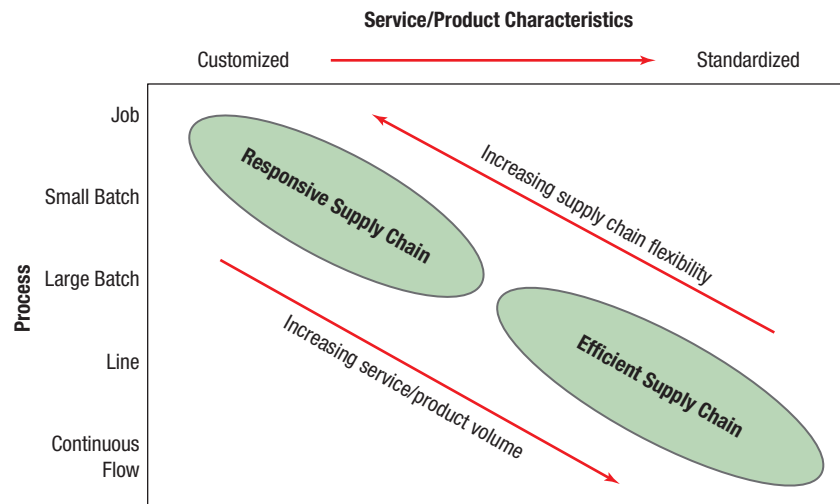 Service/Product Characteristics
Customized
Standardized
Process
Job
Small Batch
Large Batch
Line
Continuous
Flow
Responsive Supply Chain
Increasing supply chain flexibility
Increasing service/product volume
Efficient Supply Chain